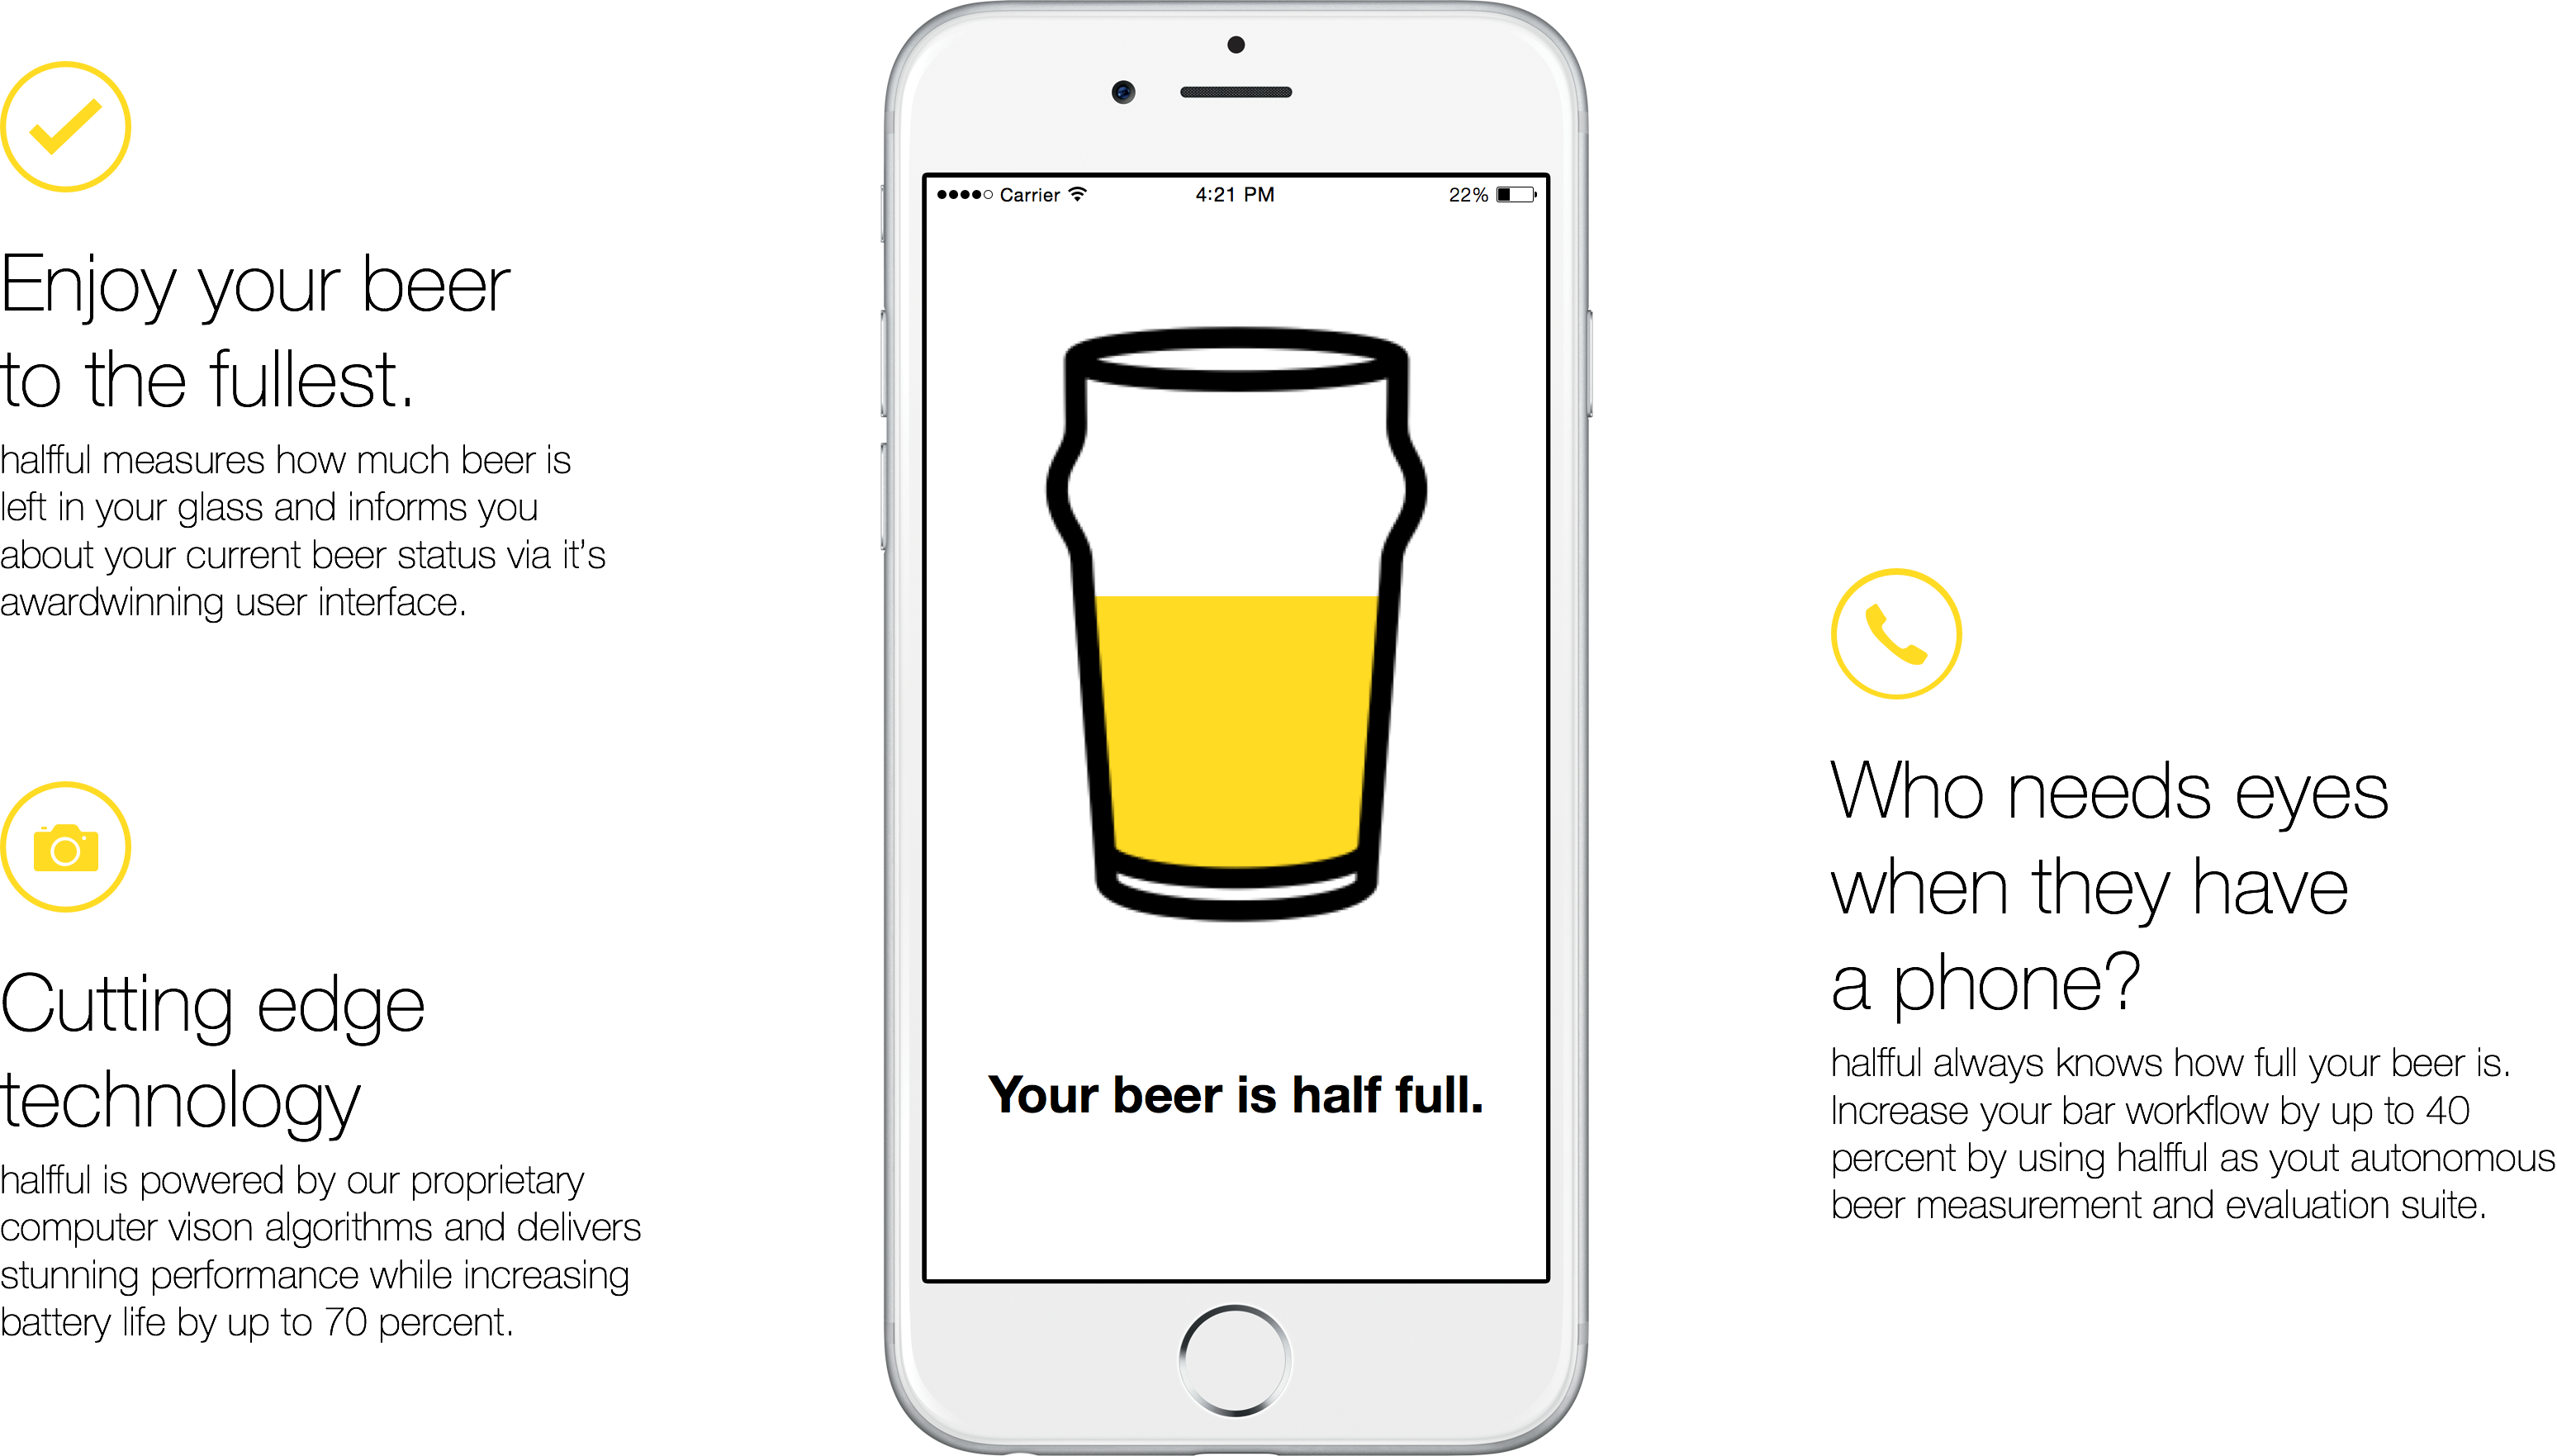 Enjoy your beer
to the fullest.
halfful measures how much beer is
left in your glass and informs you
about your current beer status via it's
awardwinning user interface.
Cutting edge
technology
halfful is powered by our proprietary
computer vison algorithms and delivers
stunning performance while increasing
battery life by up to 70 percent.
Carrier 4:21 PM 22%
Your beer is half full.
Who needs eyes
when they have
a phone?
halfful always knows how full your beer is.
Increase your bar workflow by up to 40
percent by using halfful as yout autonomous
beer measurement and evaluation suite.